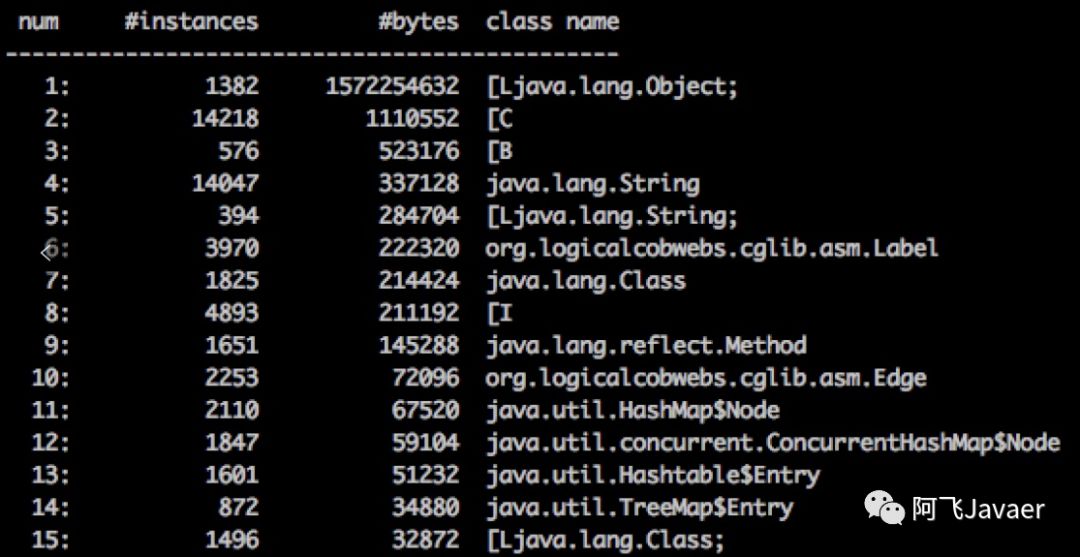 num #instances #bytes class name
----------------------------------------------
1: 1382 1572254632 [Ljava.lang.Object;
2: 14218 1110552 [C
3: 576 523176 [B
4: 14047 337128 java.lang.String
5: 394 284704 [Ljava.lang.String;
6: 3970 222320 org.logicalcobwebs.cglib.asm.Label
7: 1825 214424 java.lang.Class
8: 4893 211192 [I
9: 1651 145288 java.lang.reflect.Method
10: 2253 72096 org.logicalcobwebs.cglib.asm.Edge
11: 2110 67520 java.util.HashMap$Node
12: 1847 59104 java.util.concurrent.ConcurrentHashMap$Node
13: 1601 51232 java.util.Hashtable$Entry
14: 872 34880 java.util.TreeMap$Entry
阿飞Javaer
15: 1496 32872 [Ljava.lang.Class;